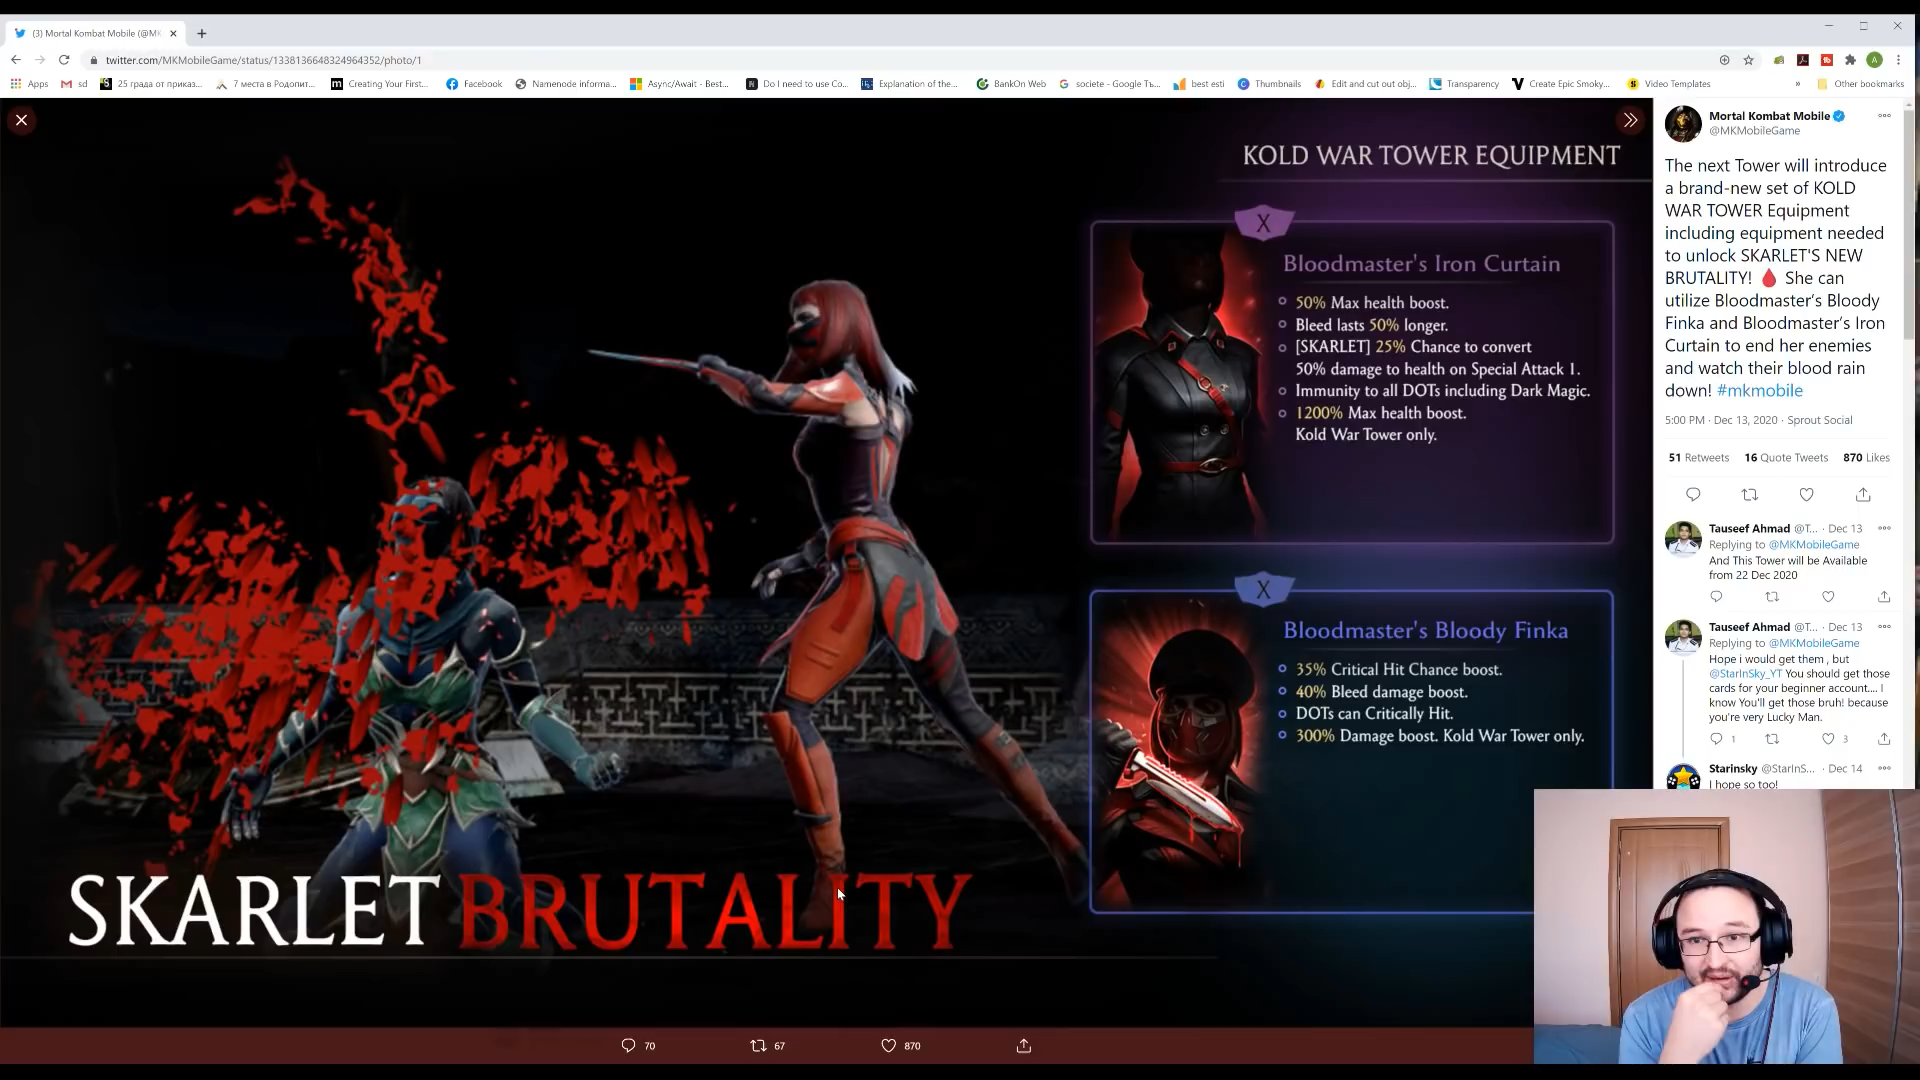 (3) Mortal Kombat Mobile (@MK
twitter.com/MKMobileGame/status/1338136648324964352/photo/1
Apps
sd
25 града от приказ...
7 места в Родопит...
Creating Your First...
Facebook
Namenode informa...
Async/Await - Best...
Do I need to use Co...
Explanation of the...
BankOn Web
societe - Google Тъ...
best esti
Thumbnails
Edit and cut out obj...
Transparency
Create Epic Smoky...
Video Templates
»
Other bookmarks
KOLD WAR TOWER EQUIPMENT
X
Bloodmaster's Iron Curtain
50% Max health boost.
Bleed lasts 50% longer.
[SKARLET] 25% Chance to convert
50% damage to health on Special Attack 1.
Immunity to all DOTs including Dark Magic.
1200% Max health boost.
Kold War Tower only.
X
Bloodmaster's Bloody Finka
35% Critical Hit Chance boost.
40% Bleed damage boost.
DOTs can Critically Hit.
300% Damage boost. Kold War Tower only.
SKARLET BRUTALITY
70
67
870
Mortal Kombat Mobile
@MKMobileGame
The next Tower will introduce
a brand-new set of KOLD
WAR TOWER Equipment
including equipment needed
to unlock SKARLET'S NEW
BRUTALITY! 🩸 She can
utilize Bloodmaster's Bloody
Finka and Bloodmaster's Iron
Curtain to end her enemies
and watch their blood rain
down! #mkmobile
5:00 PM · Dec 13, 2020 · Sprout Social
51 Retweets 16 Quote Tweets 870 Likes
Tauseef Ahmad @T... · Dec 13
Replying to @MKMobileGame
And This Tower will be Available
from 22 Dec 2020
Tauseef Ahmad @T... · Dec 13
Replying to @MKMobileGame
Hope i would get them , but
@StarInSky_YT You should get those
cards for your beginner account.... I
know You'll get those bruh! because
you're very Lucky Man.
1
3
Starinsky @StarInS... · Dec 14
I hope so too!